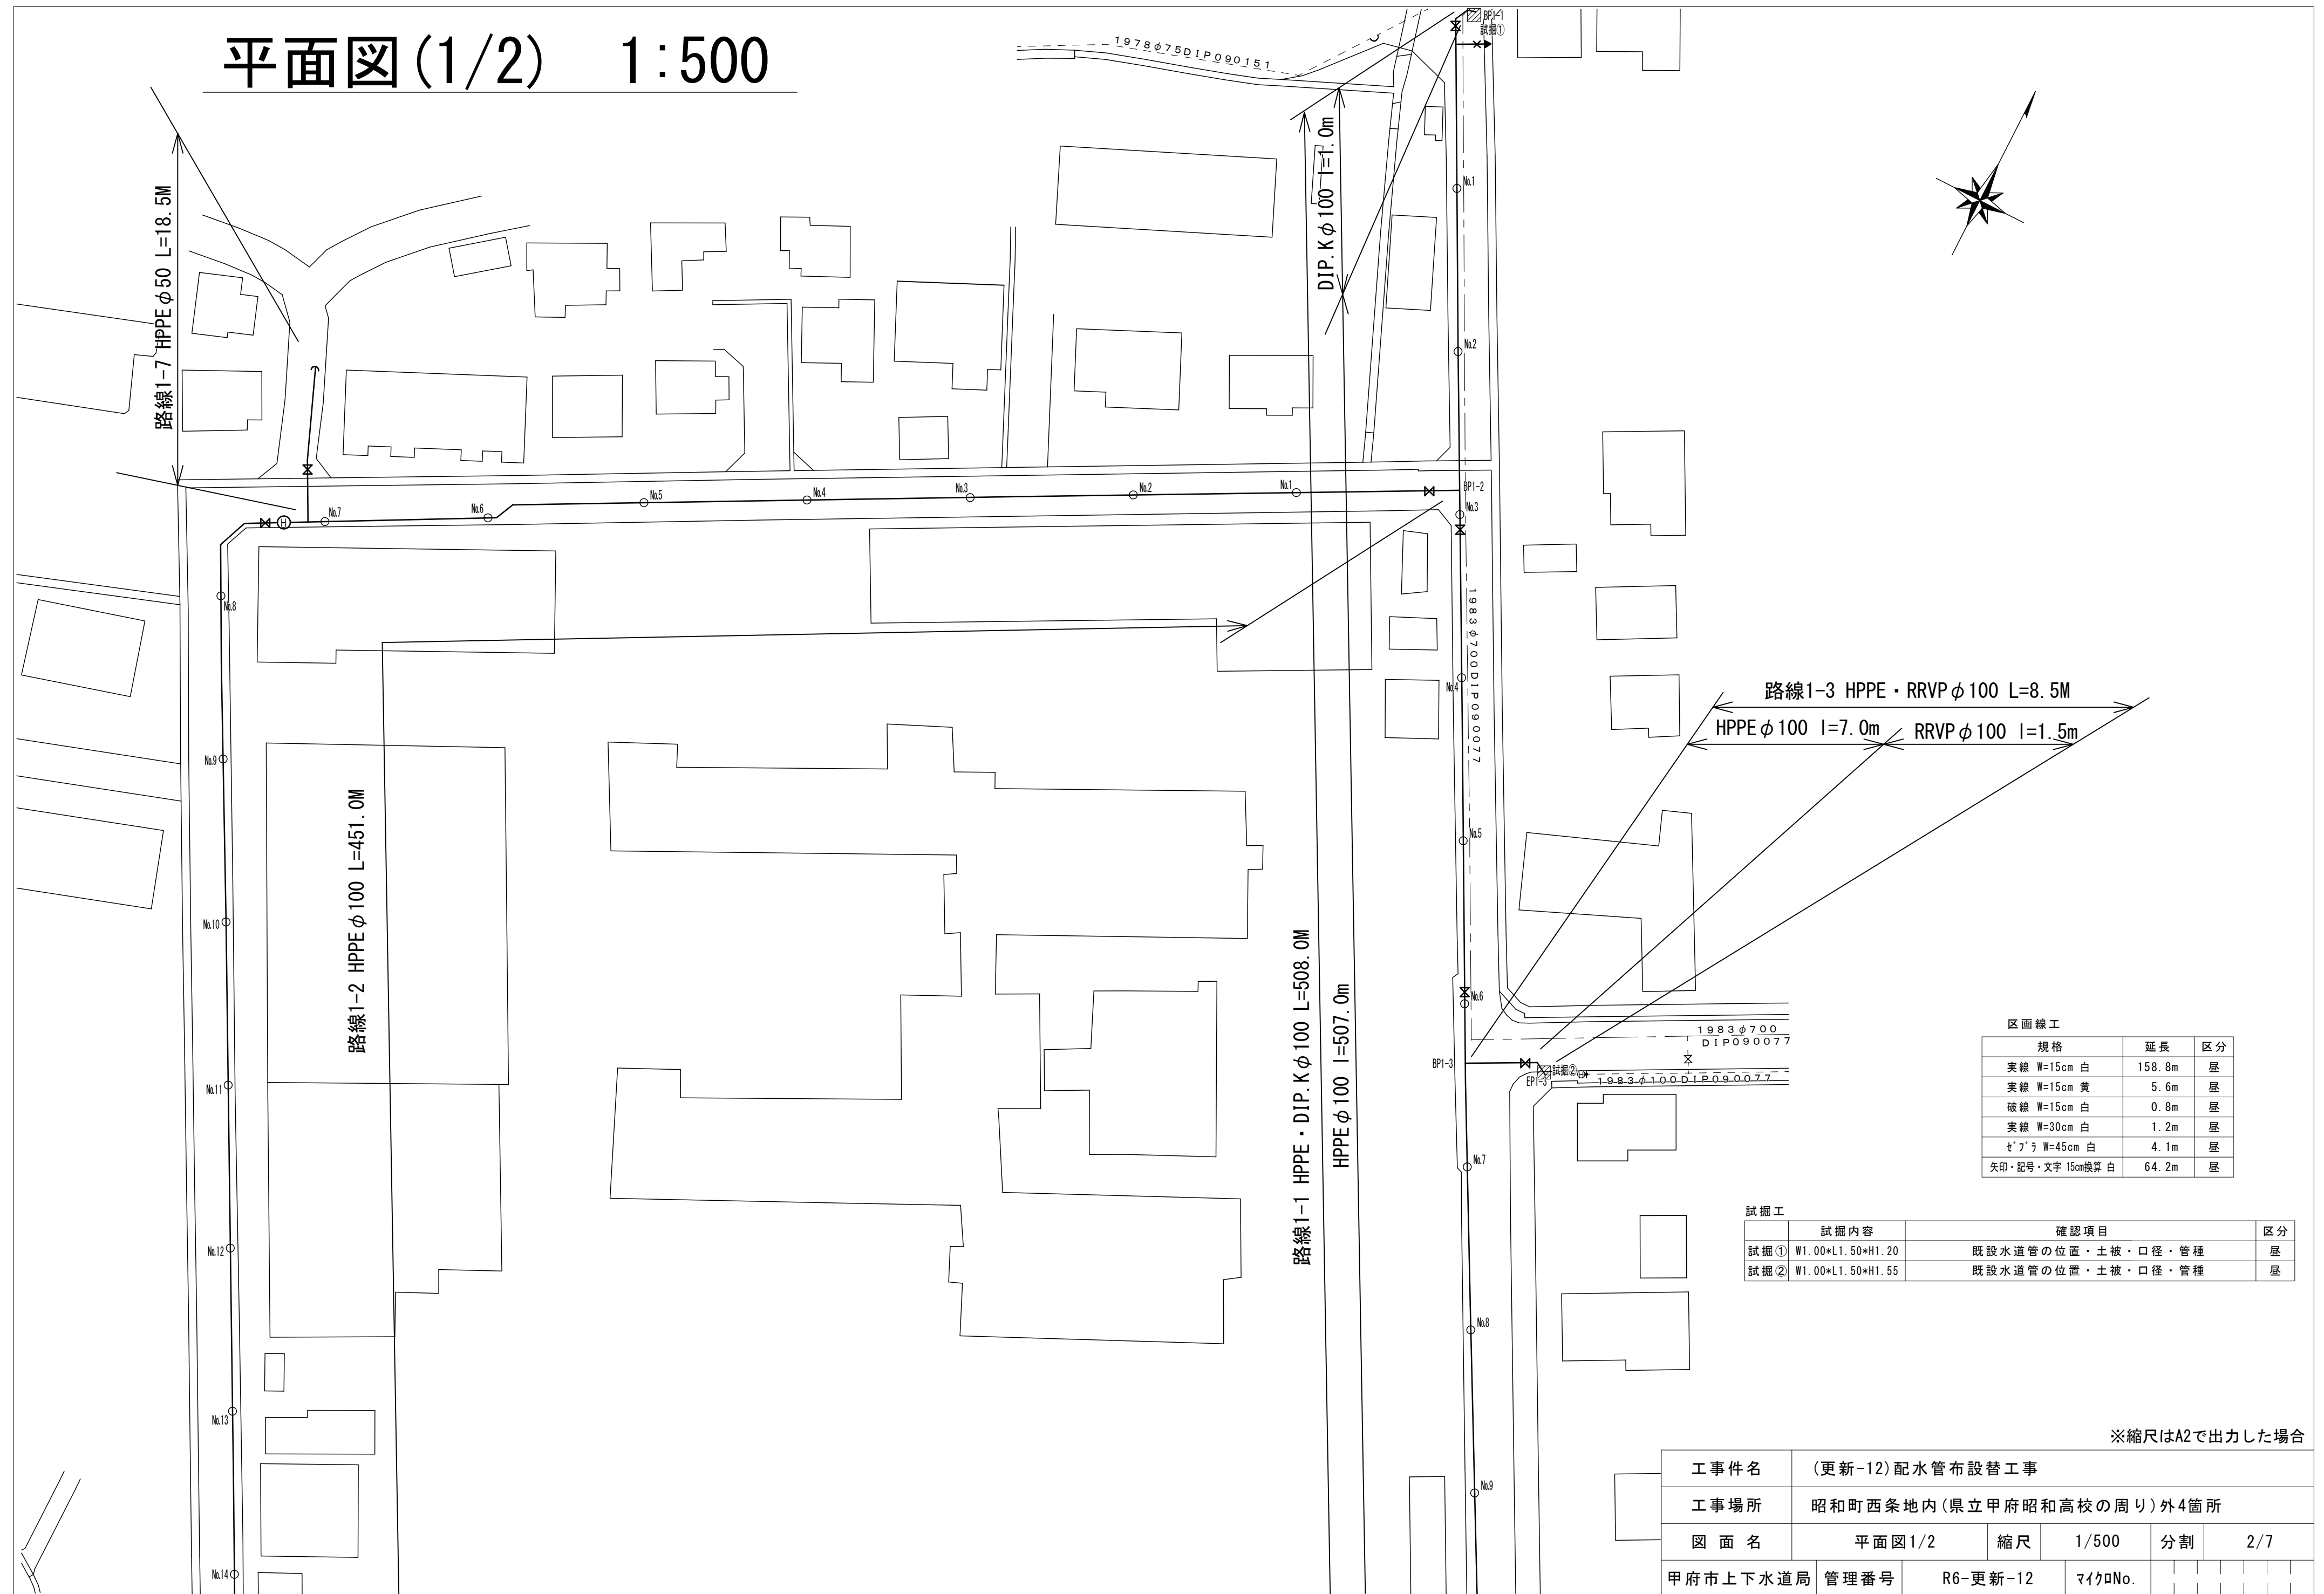 平面図(1/2) 1:500
1978φ75DIP090151
BP1-1
試掘①
路線1-7 HPPEφ50 L=18.5M
DIP.Kφ100 l=1.0m
No.1
No.2
BP1-2
No.3
No.1
No.2
No.3
No.4
No.5
No.6
No.7
No.8
No.9
No.10
No.11
No.12
No.13
No.14
1983φ700DIP090077
No.4
No.5
No.6
BP1-3
EP1-3
試掘②
No.7
No.8
No.9
路線1-2 HPPEφ100 L=451.0M
路線1-1 HPPE・DIP.Kφ100 L=508.0M
HPPEφ100 l=507.0m
路線1-3 HPPE・RRVPφ100 L=8.5M
HPPEφ100 l=7.0m
RRVPφ100 l=1.5m
1983φ700
DIP090077
1983φ100DIP090077
H
区画線工
規格 延長 区分
実線 W=15cm 白 158.8m 昼
実線 W=15cm 黄 5.6m 昼
破線 W=15cm 白 0.8m 昼
実線 W=30cm 白 1.2m 昼
ｾﾞﾌﾞﾗ W=45cm 白 4.1m 昼
矢印・記号・文字 15cm換算 白 64.2m 昼
試掘工
試掘内容 確認項目 区分
試掘① W1.00*L1.50*H1.20 既設水道管の位置・土被・口径・管種 昼
試掘② W1.00*L1.50*H1.55 既設水道管の位置・土被・口径・管種 昼
※縮尺はA2で出力した場合
工事件名 (更新-12)配水管布設替工事
工事場所 昭和町西条地内(県立甲府昭和高校の周り)外4箇所
図面名 平面図1/2 縮尺 1/500 分割 2/7
甲府市上下水道局 管理番号 R6-更新-12 ﾏｲｸﾛNo.